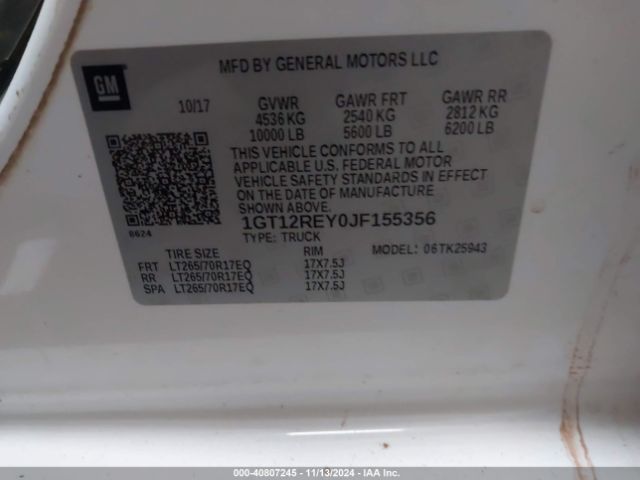 GM
MFD BY GENERAL MOTORS LLC
10/17 GVWR GAWR FRT GAWR RR
4536 KG 2540 KG 2812 KG
10000 LB 5600 LB 6200 LB
THIS VEHICLE CONFORMS TO ALL
APPLICABLE U.S. FEDERAL MOTOR
VEHICLE SAFETY STANDARDS IN EFFECT
ON THE DATE OF MANUFACTURE
SHOWN ABOVE.
1GT12REY0JF155356
8624
TYPE: TRUCK
MODEL: 06TK25943
TIRE SIZE RIM
FRT LT265/70R17EQ 17X7.5J
RR LT265/70R17EQ 17X7.5J
SPA LT265/70R17EQ 17X7.5J
000-40807245 - 11/13/2024 - IAA Inc.